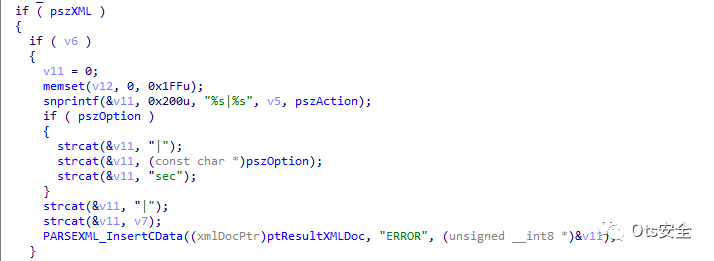 if ( pszXML )
{
if ( v6 )
{
v11 = 0;
memset(v12, 0, 0x1FFu);
snprintf(&v11, 0x200u, "%s|%s", v5, pszAction);
if ( pszOption )
{
strcat(&v11, "|");
strcat(&v11, (const char *)pszOption);
strcat(&v11, "sec");
}
strcat(&v11, "|");
strcat(&v11, v7);
PARSEXML_InsertCData((xmlDocPtr)ptResultXMLDoc, "ERROR", (unsigned __int8 *)&v11);
}
Ots安全